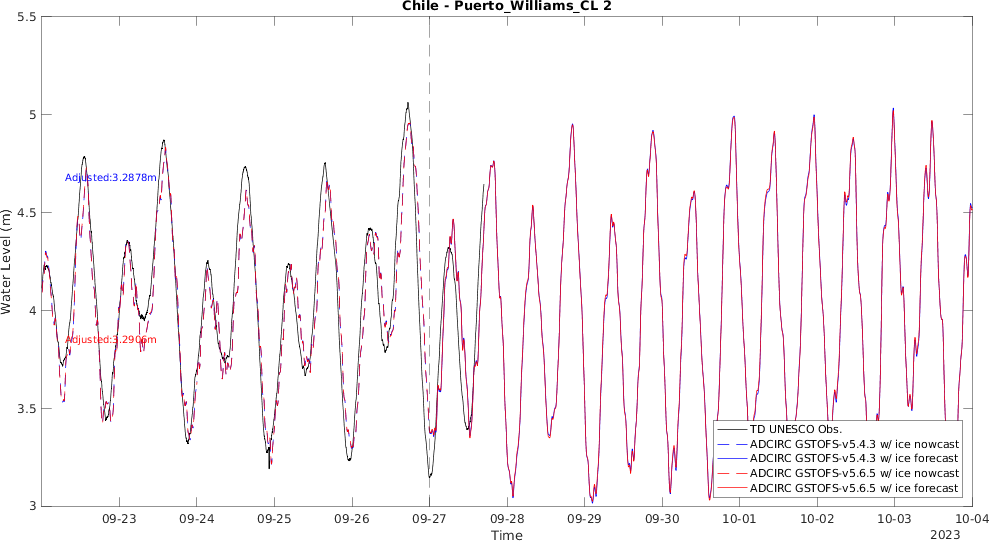 Chile - Puerto_Williams_CL 2
5.5
5
4.5
4
3.5
3
Water Level (m)
Adjusted:3.2878m
Adjusted:3.2906m
TD UNESCO Obs.
ADCIRC GSTOFS-v5.4.3 w/ ice nowcast
ADCIRC GSTOFS-v5.4.3 w/ ice forecast
ADCIRC GSTOFS-v5.6.5 w/ ice nowcast
ADCIRC GSTOFS-v5.6.5 w/ ice forecast
09-23 09-24 09-25 09-26 09-27 09-28 09-29 09-30 10-01 10-02 10-03 10-04
Time
2023